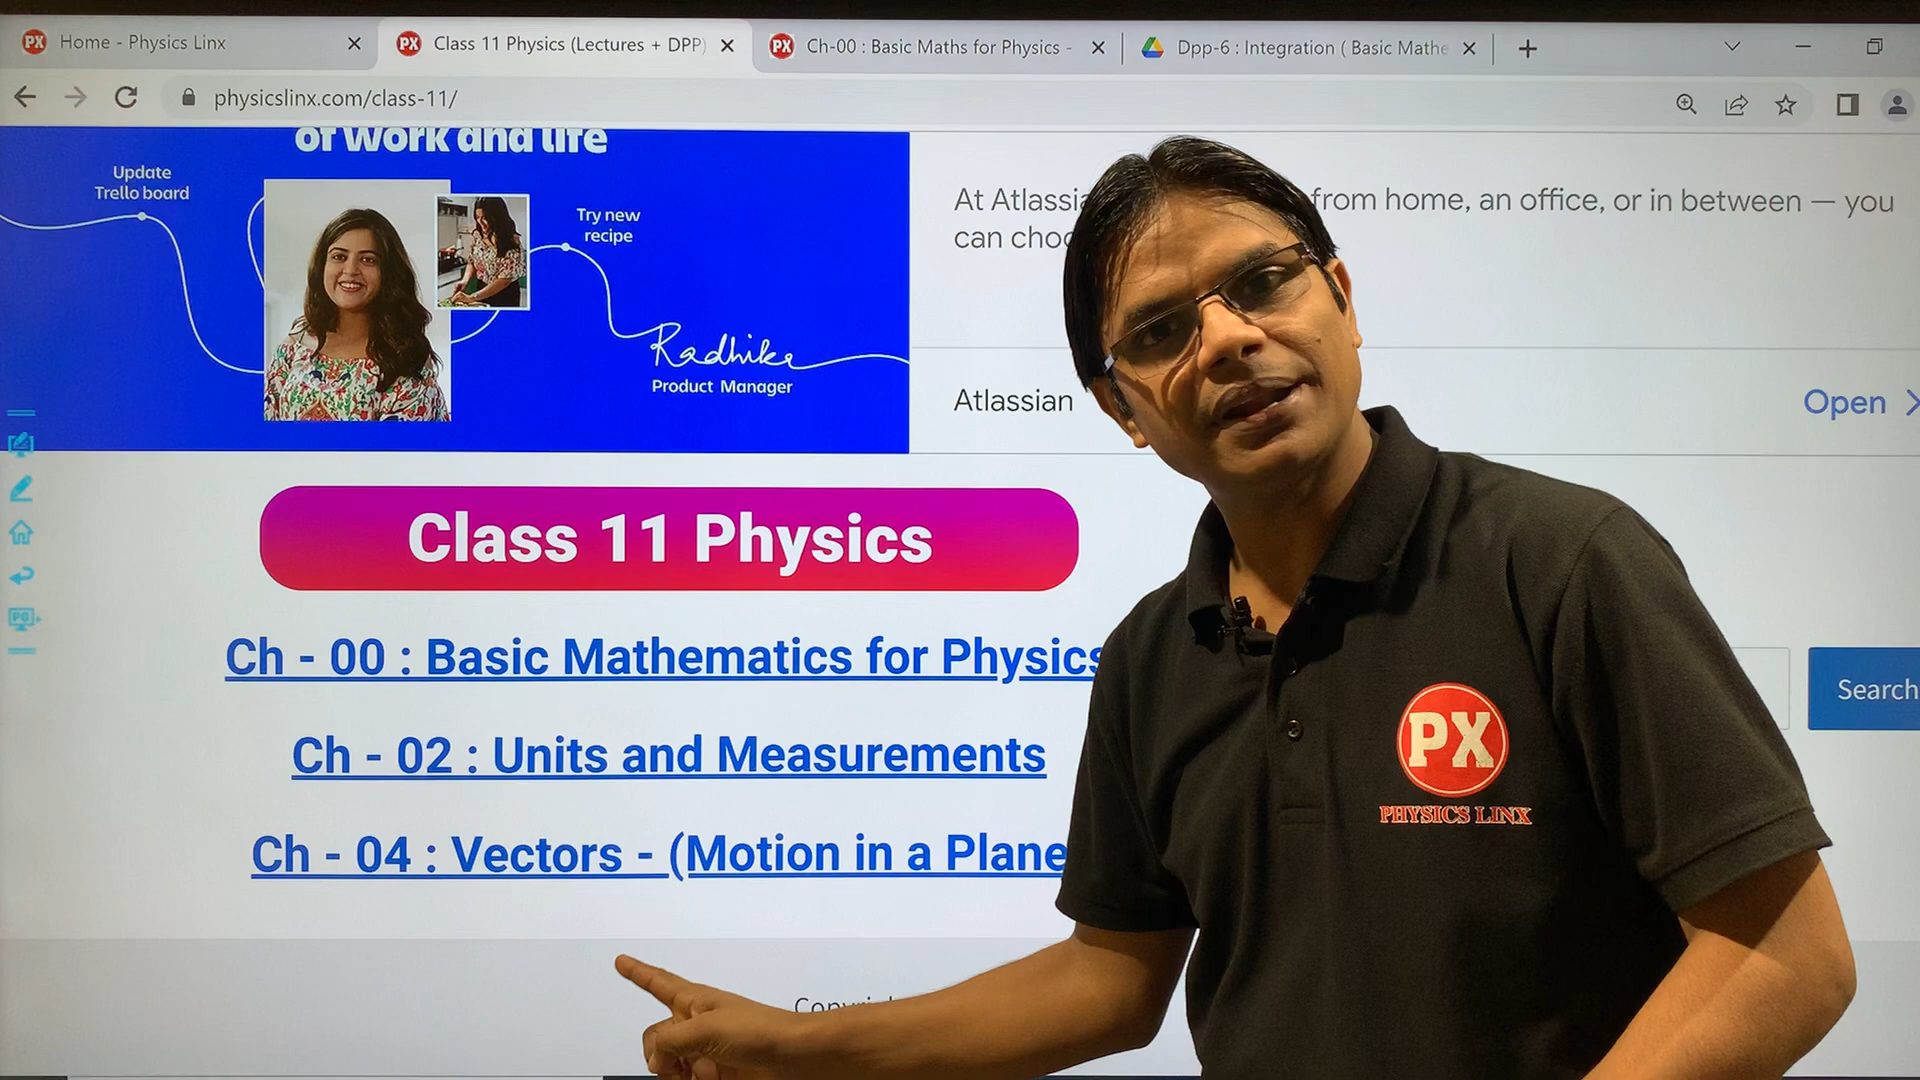 Home - Physics Linx
Class 11 Physics (Lectures + DPP)
Ch-00 : Basic Maths for Physics -
Dpp-6 : Integration ( Basic Mathe
physicslinx.com/class-11/
of work and life
Update
Trello board
Try new
recipe
Radhika
Product Manager
At Atlassia from home, an office, or in between — you
can choo
Atlassian
Open
Class 11 Physics
Ch - 00 : Basic Mathematics for Physics
Ch - 02 : Units and Measurements
Ch - 04 : Vectors - (Motion in a Plane
Search
PX
PHYSICS LINX